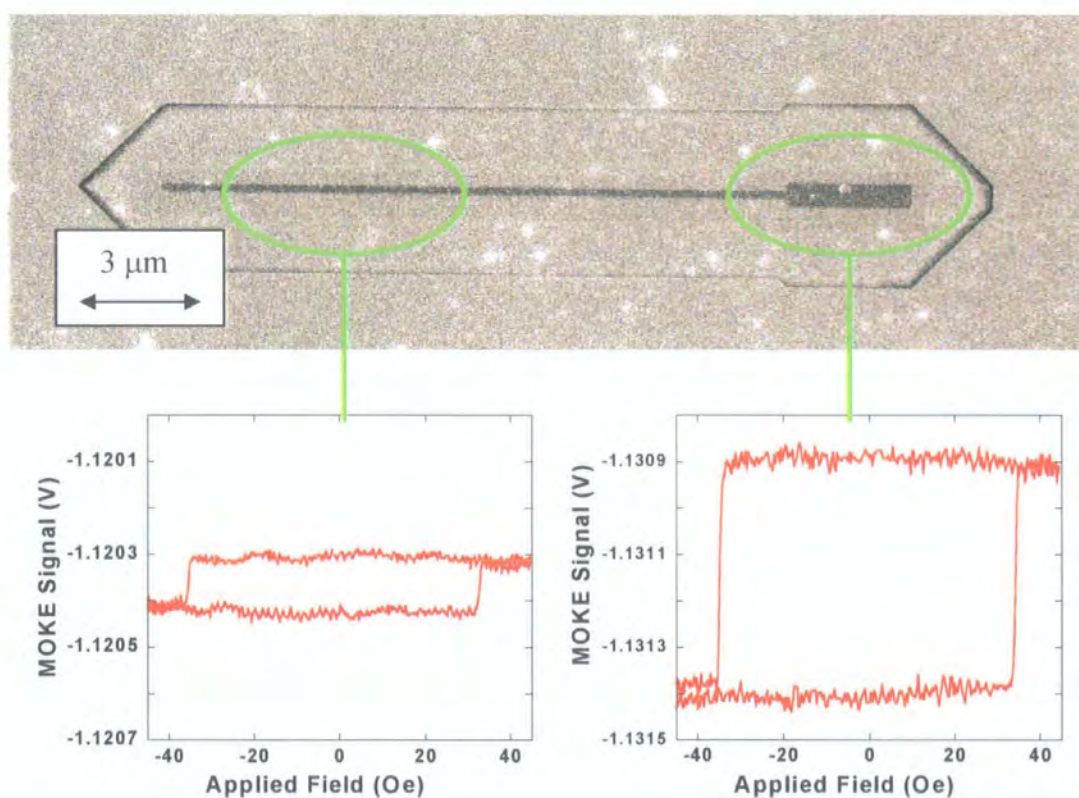 3 µm
-1.1201
-1.1203
-1.1205
-1.1207
MOKE Signal (V)
-40 -20 0 20 40
Applied Field (Oe)
-1.1309
-1.1311
-1.1313
-1.1315
MOKE Signal (V)
-40 -20 0 20 40
Applied Field (Oe)